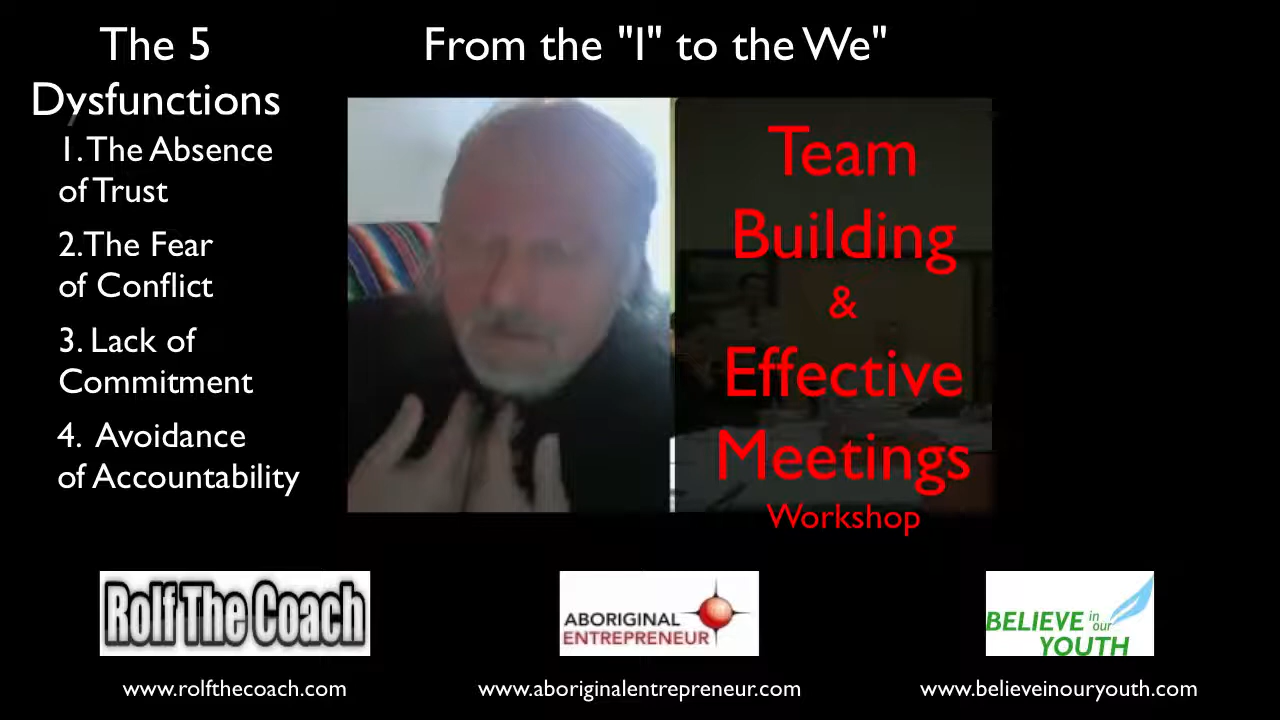 The 5
Dysfunctions
1. The Absence
of Trust
2.The Fear
of Conflict
3. Lack of
Commitment
4. Avoidance
of Accountability
From the "I" to the We"
Team
Building
&
Effective
Meetings
Workshop
Rolf The Coach
www.rolfthecoach.com
ABORIGINAL
ENTREPRENEUR
www.aboriginalentrepreneur.com
BELIEVE in our
YOUTH
www.believeinouryouth.com